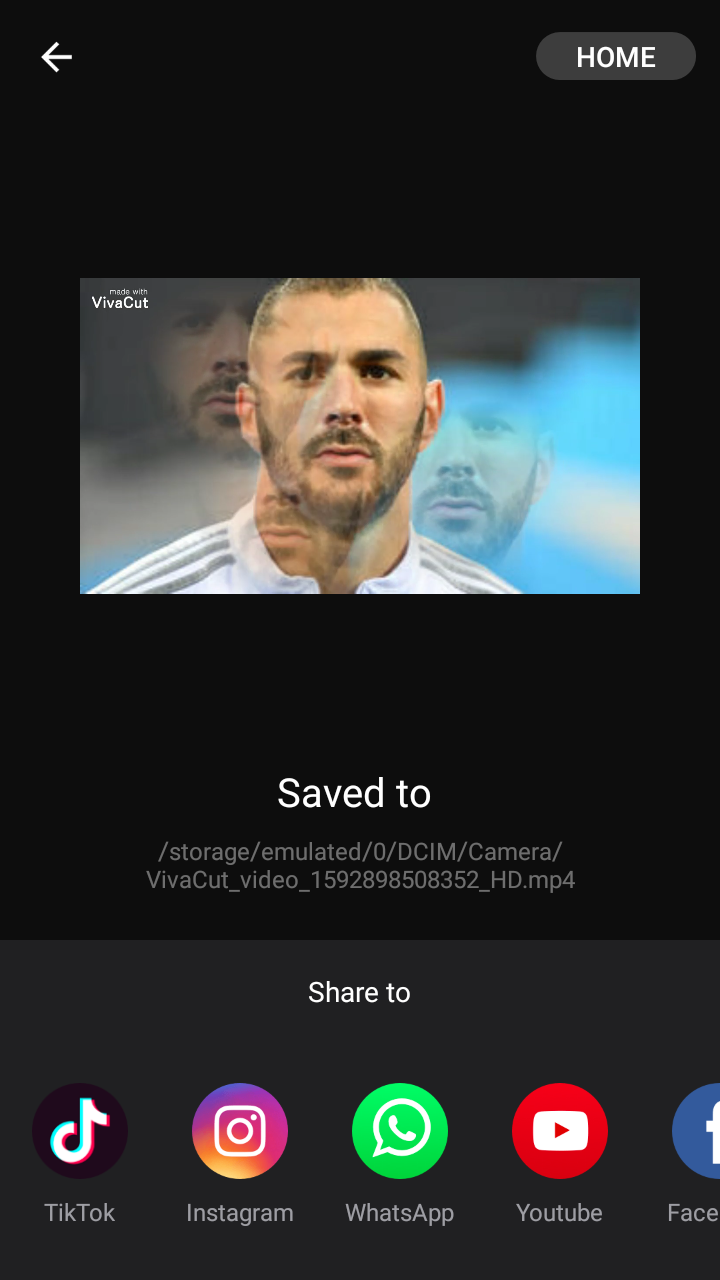 HOME
made with
VivaCut
Saved to
/storage/emulated/0/DCIM/Camera/
VivaCut_video_1592898508352_HD.mp4
Share to
TikTok
Instagram
WhatsApp
Youtube
Face